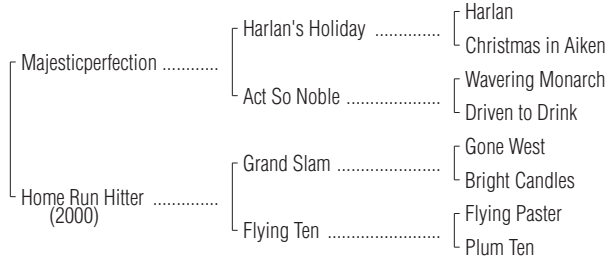 Harlan
Harlan's Holiday ..............
Christmas in Aiken
Majesticperfection ............
Wavering Monarch
Act So Noble .....................
Driven to Drink
Gone West
Grand Slam .......................
Bright Candles
Home Run Hitter ..............
(2000)
Flying Paster
Flying Ten .........................
Plum Ten